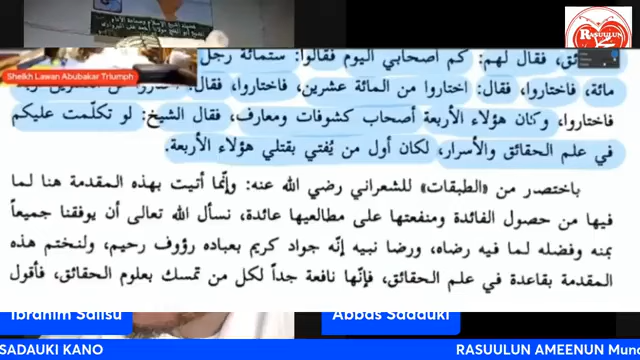 RASUULUN
Sheikh Lawan Abubakar Triumph
ئق، فقال لهم: كم أصحابي اليوم فقالوا: ستمائة رجل
مائة، فاختاروا، فقال: اختاروا من المائة عشرين، فاختاروا، فقال:
فاختاروا، وكان هؤلاء الأربعة أصحاب كشوفات ومعارف، فقال الشيخ: لو تكلّمت عليكم
في علم الحقائق والأسرار، لكان أول من يُفتي بقتلي هؤلاء الأربعة.
باختصر من «الطبقات» للشعراني رضي الله عنه: وإنّما أتيت بهذه المقدمة هنا لما
فيها من حصول الفائدة ومنفعتها على مطالعيها عائدة، نسأل الله تعالى أن يوفقنا جميعاً
بمنه وفضله لما فيه رضاه، ورضا نبيه إنّه جواد كريم بعباده رؤوف رحيم، ولنختم هذه
المقدمة بقاعدة في علم الحقائق، فإنّها نافعة جداً لكل من تمسك بعلوم الحقائق، فأقول
Ibrahim Salisu
Abbas Sadauki
SADAUKI KANO
RASUULUN AMEENUN Mun